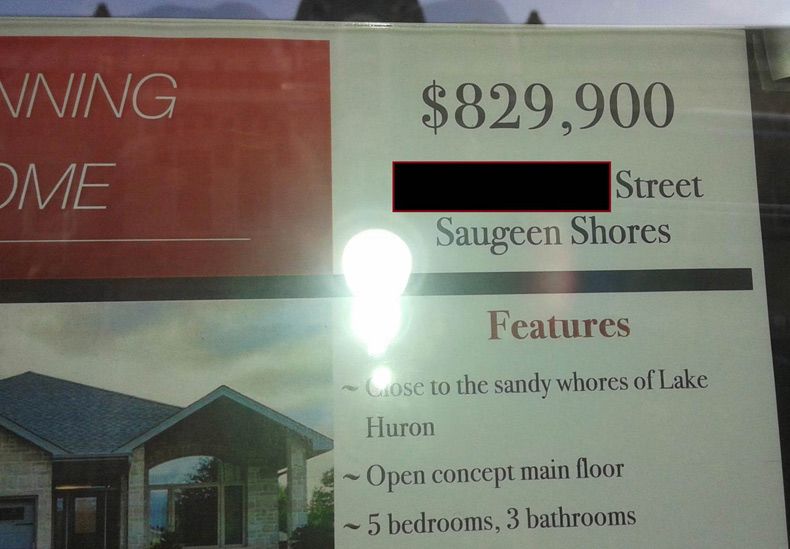 NNING
OME
$829,900
Street
Saugeen Shores
Features
~ Close to the sandy whores of Lake
Huron
~ Open concept main floor
~ 5 bedrooms, 3 bathrooms